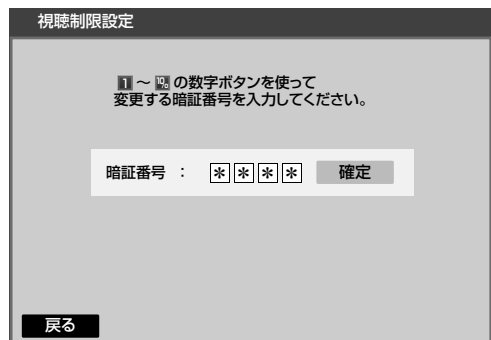 視聴制限設定
1 ～ 10 の数字ボタンを使って
変更する暗証番号を入力してください。
暗証番号 ： ＊ ＊ ＊ ＊ 確定
戻る